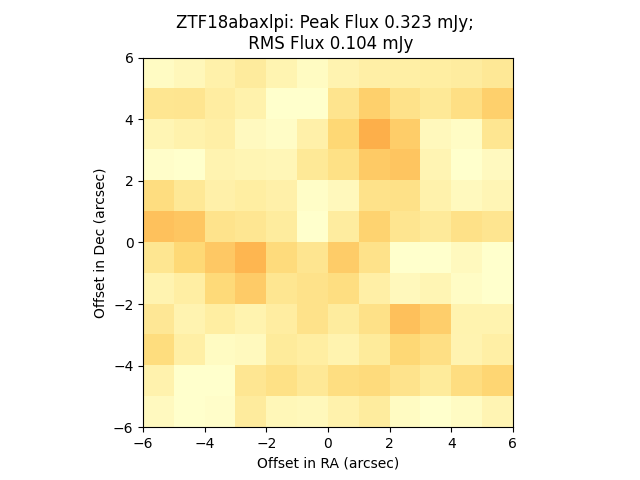 ZTF18abaxlpi: Peak Flux 0.323 mJy;
RMS Flux 0.104 mJy
6
4
2
0
−2
−4
−6
Offset in Dec (arcsec)
−6 −4 −2 0 2 4 6
Offset in RA (arcsec)